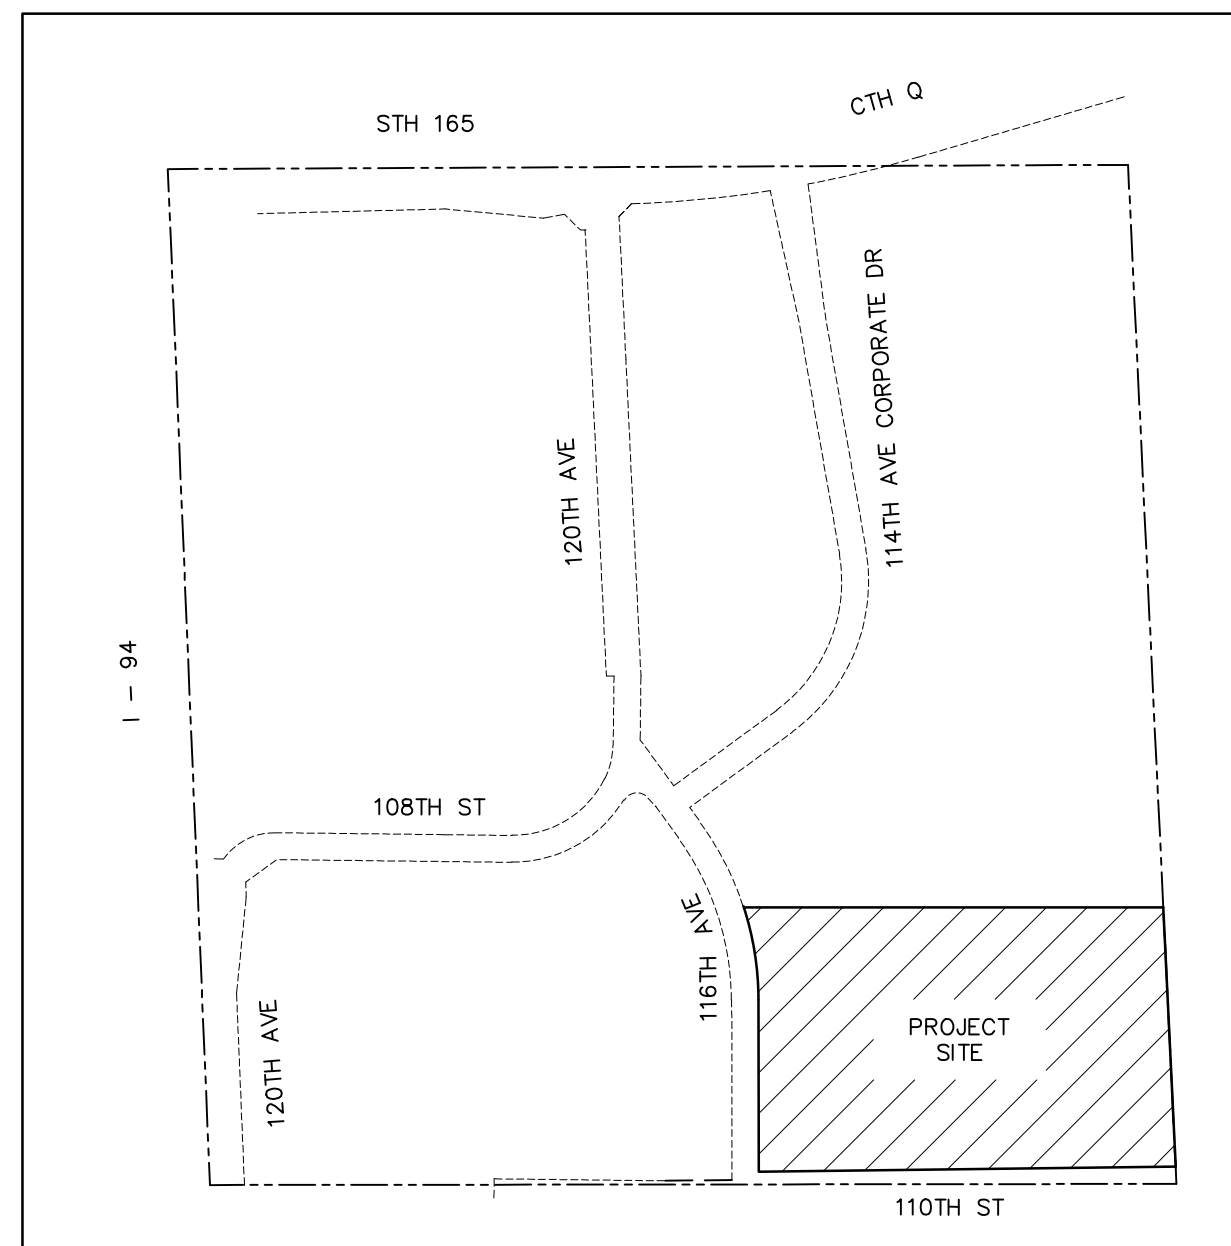 CTH Q
STH 165
114TH AVE CORPORATE DR
120TH AVE
I - 94
108TH ST
116TH AVE
120TH AVE
PROJECT
SITE
110TH ST